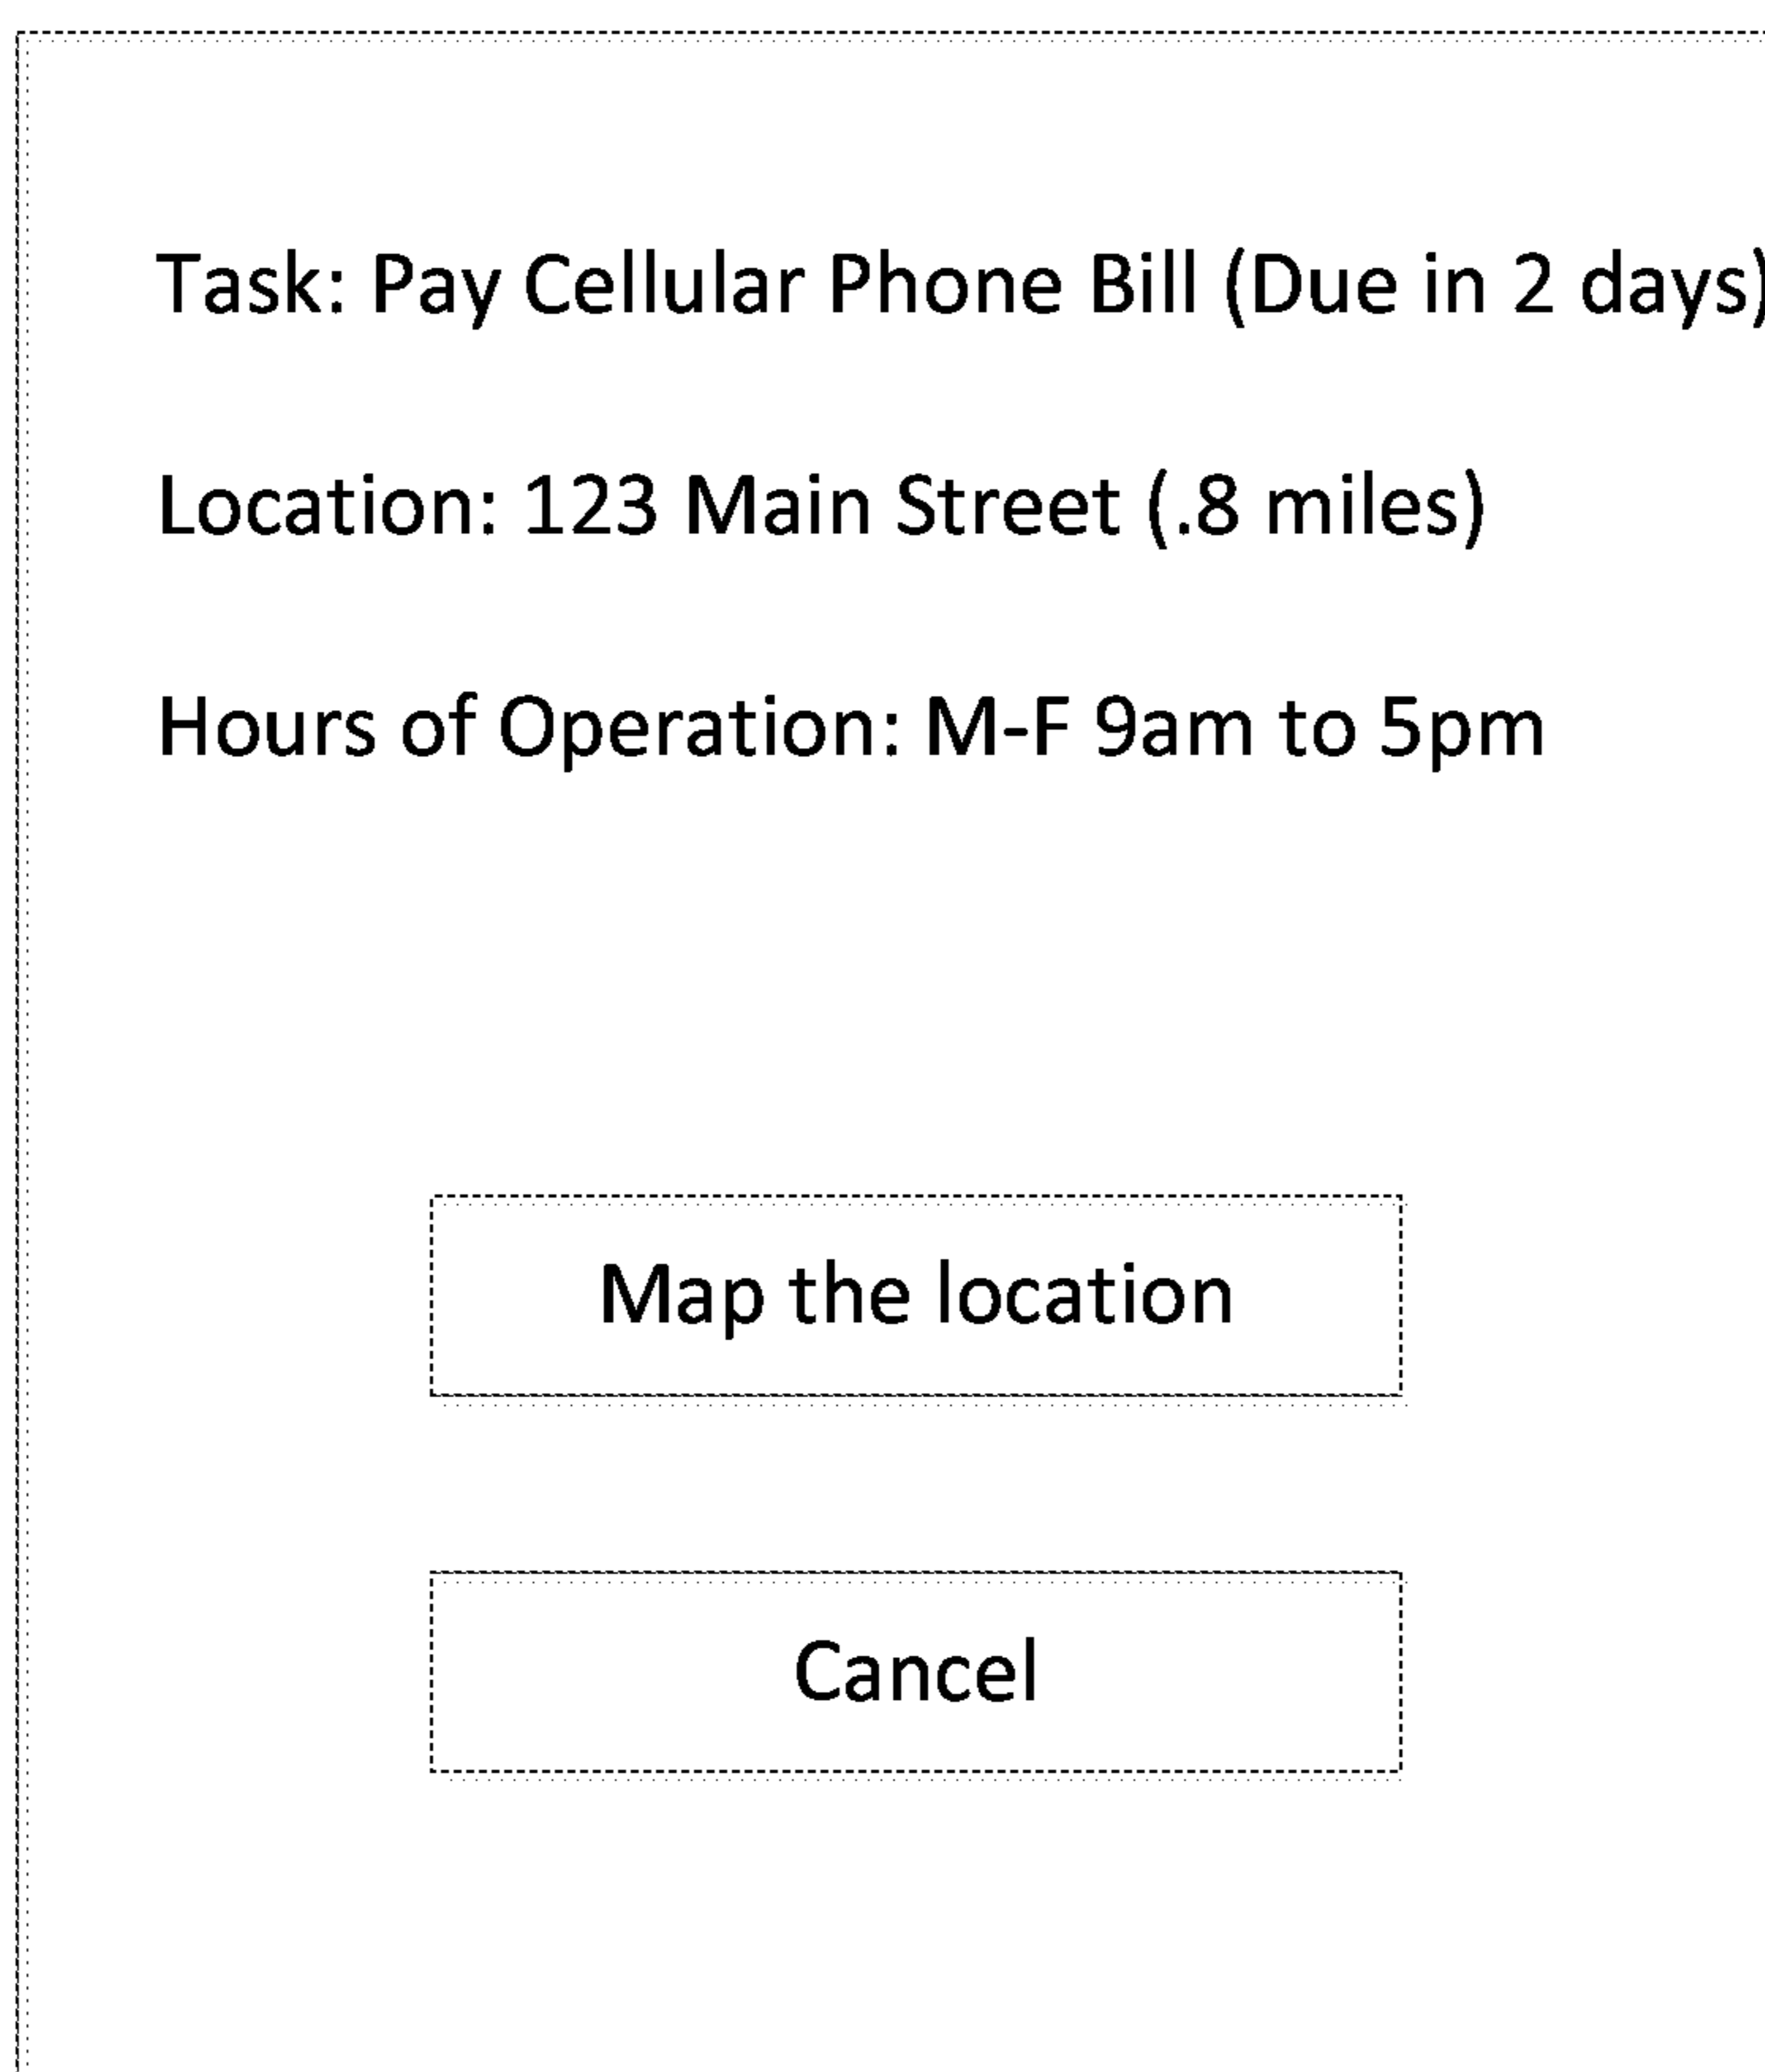 Task: Pay Cellular Phone Bill (Due in 2 days)
Location: 123 Main Street (.8 miles)
Hours of Operation: M-F 9am to 5pm
Map the location
Cancel